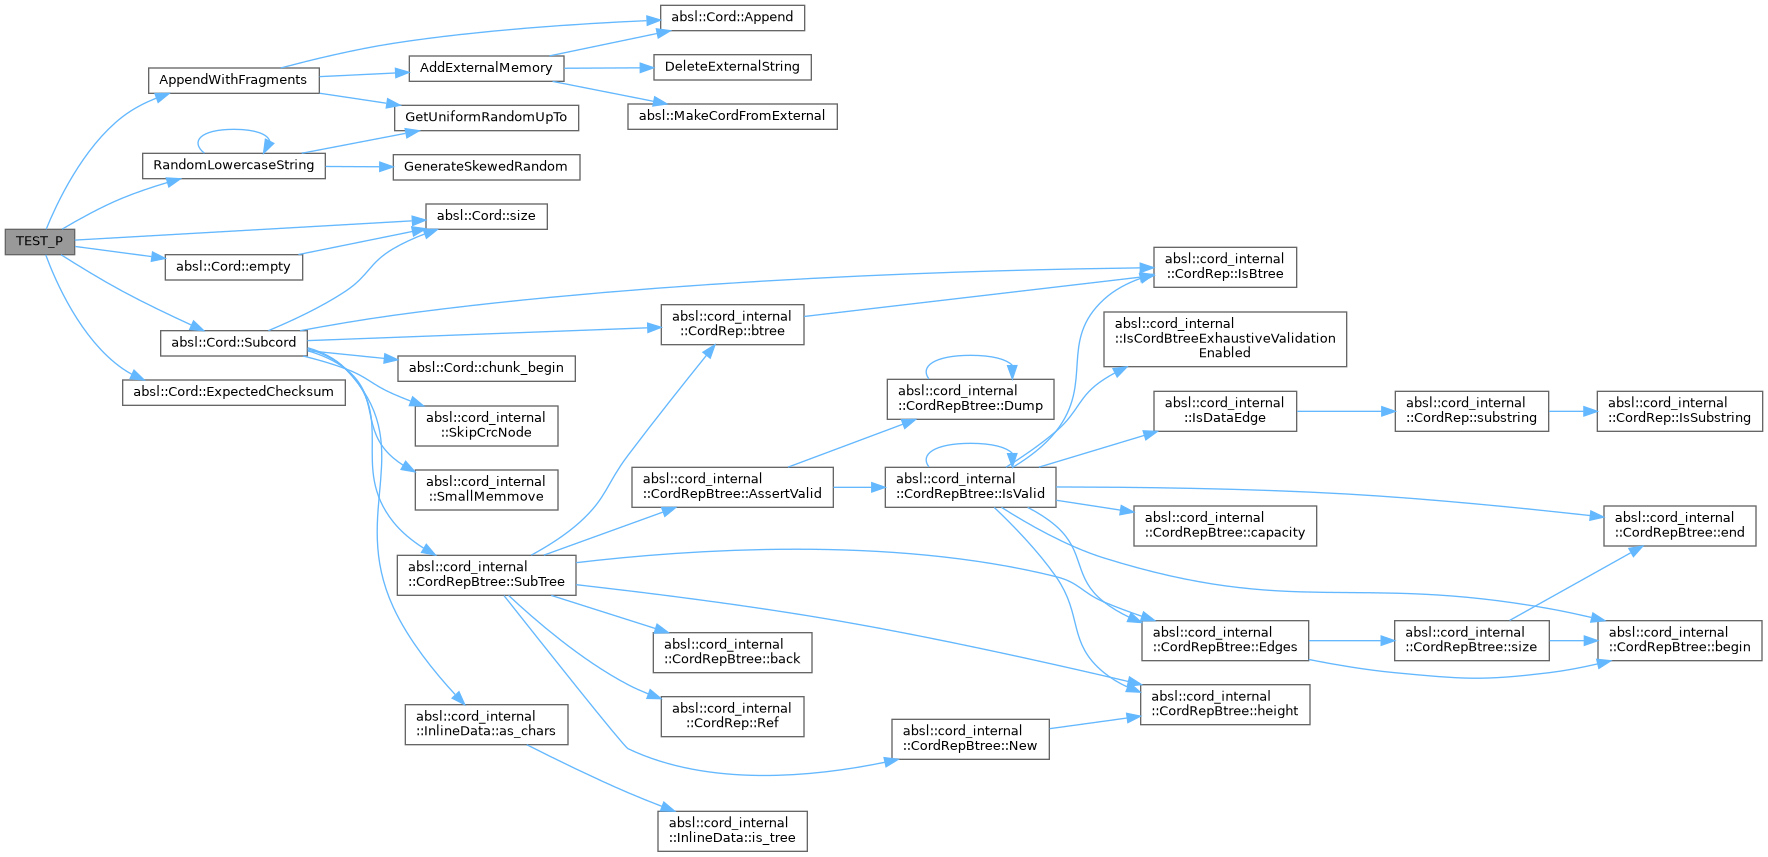 TEST_P
AppendWithFragments
RandomLowercaseString
absl::Cord::empty
absl::Cord::Subcord
absl::Cord::ExpectedChecksum
AddExternalMemory
GetUniformRandomUpTo
GenerateSkewedRandom
absl::Cord::size
absl::Cord::chunk_begin
absl::cord_internal
::SkipCrcNode
absl::cord_internal
::SmallMemmove
absl::cord_internal
::CordRepBtree::SubTree
absl::cord_internal
::InlineData::as_chars
absl::Cord::Append
DeleteExternalString
absl::MakeCordFromExternal
absl::cord_internal
::CordRep::btree
absl::cord_internal
::CordRepBtree::AssertValid
absl::cord_internal
::CordRepBtree::back
absl::cord_internal
::CordRep::Ref
absl::cord_internal
::InlineData::is_tree
absl::cord_internal
::CordRepBtree::Dump
absl::cord_internal
::CordRepBtree::IsValid
absl::cord_internal
::CordRepBtree::New
absl::cord_internal
::CordRep::IsBtree
absl::cord_internal
::IsCordBtreeExhaustiveValidation
Enabled
absl::cord_internal
::IsDataEdge
absl::cord_internal
::CordRepBtree::capacity
absl::cord_internal
::CordRepBtree::Edges
absl::cord_internal
::CordRepBtree::height
absl::cord_internal
::CordRep::substring
absl::cord_internal
::CordRepBtree::size
absl::cord_internal
::CordRep::IsSubstring
absl::cord_internal
::CordRepBtree::end
absl::cord_internal
::CordRepBtree::begin